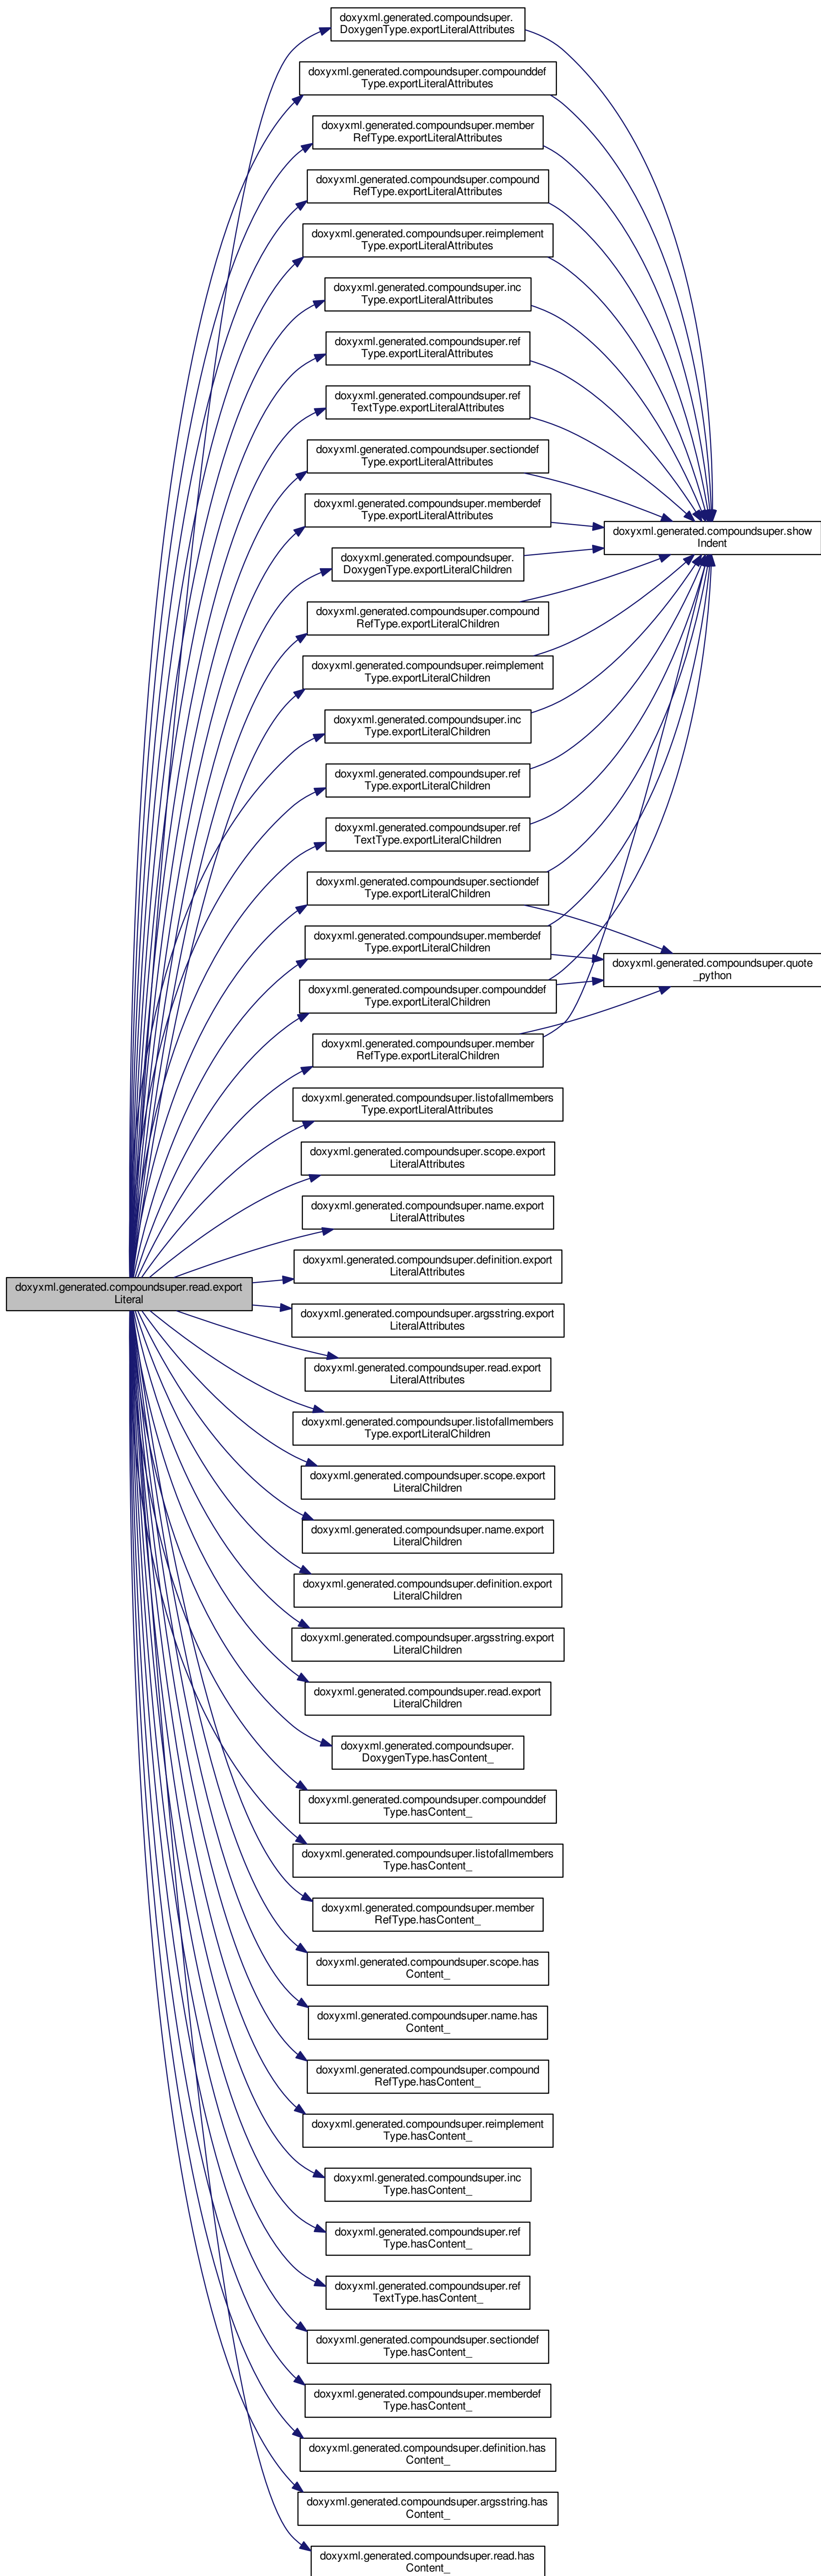 doxyxml.generated.compoundsuper.
DoxygenType.exportLiteralAttributes
doxyxml.generated.compoundsuper.compounddef
Type.exportLiteralAttributes
doxyxml.generated.compoundsuper.member
RefType.exportLiteralAttributes
doxyxml.generated.compoundsuper.compound
RefType.exportLiteralAttributes
doxyxml.generated.compoundsuper.reimplement
Type.exportLiteralAttributes
doxyxml.generated.compoundsuper.inc
Type.exportLiteralAttributes
doxyxml.generated.compoundsuper.ref
Type.exportLiteralAttributes
doxyxml.generated.compoundsuper.ref
TextType.exportLiteralAttributes
doxyxml.generated.compoundsuper.sectiondef
Type.exportLiteralAttributes
doxyxml.generated.compoundsuper.memberdef
Type.exportLiteralAttributes
doxyxml.generated.compoundsuper.show
Indent
doxyxml.generated.compoundsuper.
DoxygenType.exportLiteralChildren
doxyxml.generated.compoundsuper.compound
RefType.exportLiteralChildren
doxyxml.generated.compoundsuper.reimplement
Type.exportLiteralChildren
doxyxml.generated.compoundsuper.inc
Type.exportLiteralChildren
doxyxml.generated.compoundsuper.ref
Type.exportLiteralChildren
doxyxml.generated.compoundsuper.ref
TextType.exportLiteralChildren
doxyxml.generated.compoundsuper.sectiondef
Type.exportLiteralChildren
doxyxml.generated.compoundsuper.memberdef
Type.exportLiteralChildren
doxyxml.generated.compoundsuper.quote
_python
doxyxml.generated.compoundsuper.compounddef
Type.exportLiteralChildren
doxyxml.generated.compoundsuper.member
RefType.exportLiteralChildren
doxyxml.generated.compoundsuper.listofallmembers
Type.exportLiteralAttributes
doxyxml.generated.compoundsuper.scope.export
LiteralAttributes
doxyxml.generated.compoundsuper.name.export
LiteralAttributes
doxyxml.generated.compoundsuper.definition.export
LiteralAttributes
doxyxml.generated.compoundsuper.read.export
Literal
doxyxml.generated.compoundsuper.argsstring.export
LiteralAttributes
doxyxml.generated.compoundsuper.read.export
LiteralAttributes
doxyxml.generated.compoundsuper.listofallmembers
Type.exportLiteralChildren
doxyxml.generated.compoundsuper.scope.export
LiteralChildren
doxyxml.generated.compoundsuper.name.export
LiteralChildren
doxyxml.generated.compoundsuper.definition.export
LiteralChildren
doxyxml.generated.compoundsuper.argsstring.export
LiteralChildren
doxyxml.generated.compoundsuper.read.export
LiteralChildren
doxyxml.generated.compoundsuper.
DoxygenType.hasContent_
doxyxml.generated.compoundsuper.compounddef
Type.hasContent_
doxyxml.generated.compoundsuper.listofallmembers
Type.hasContent_
doxyxml.generated.compoundsuper.member
RefType.hasContent_
doxyxml.generated.compoundsuper.scope.has
Content_
doxyxml.generated.compoundsuper.name.has
Content_
doxyxml.generated.compoundsuper.compound
RefType.hasContent_
doxyxml.generated.compoundsuper.reimplement
Type.hasContent_
doxyxml.generated.compoundsuper.inc
Type.hasContent_
doxyxml.generated.compoundsuper.ref
Type.hasContent_
doxyxml.generated.compoundsuper.ref
TextType.hasContent_
doxyxml.generated.compoundsuper.sectiondef
Type.hasContent_
doxyxml.generated.compoundsuper.memberdef
Type.hasContent_
doxyxml.generated.compoundsuper.definition.has
Content_
doxyxml.generated.compoundsuper.argsstring.has
Content_
doxyxml.generated.compoundsuper.read.has
Content_